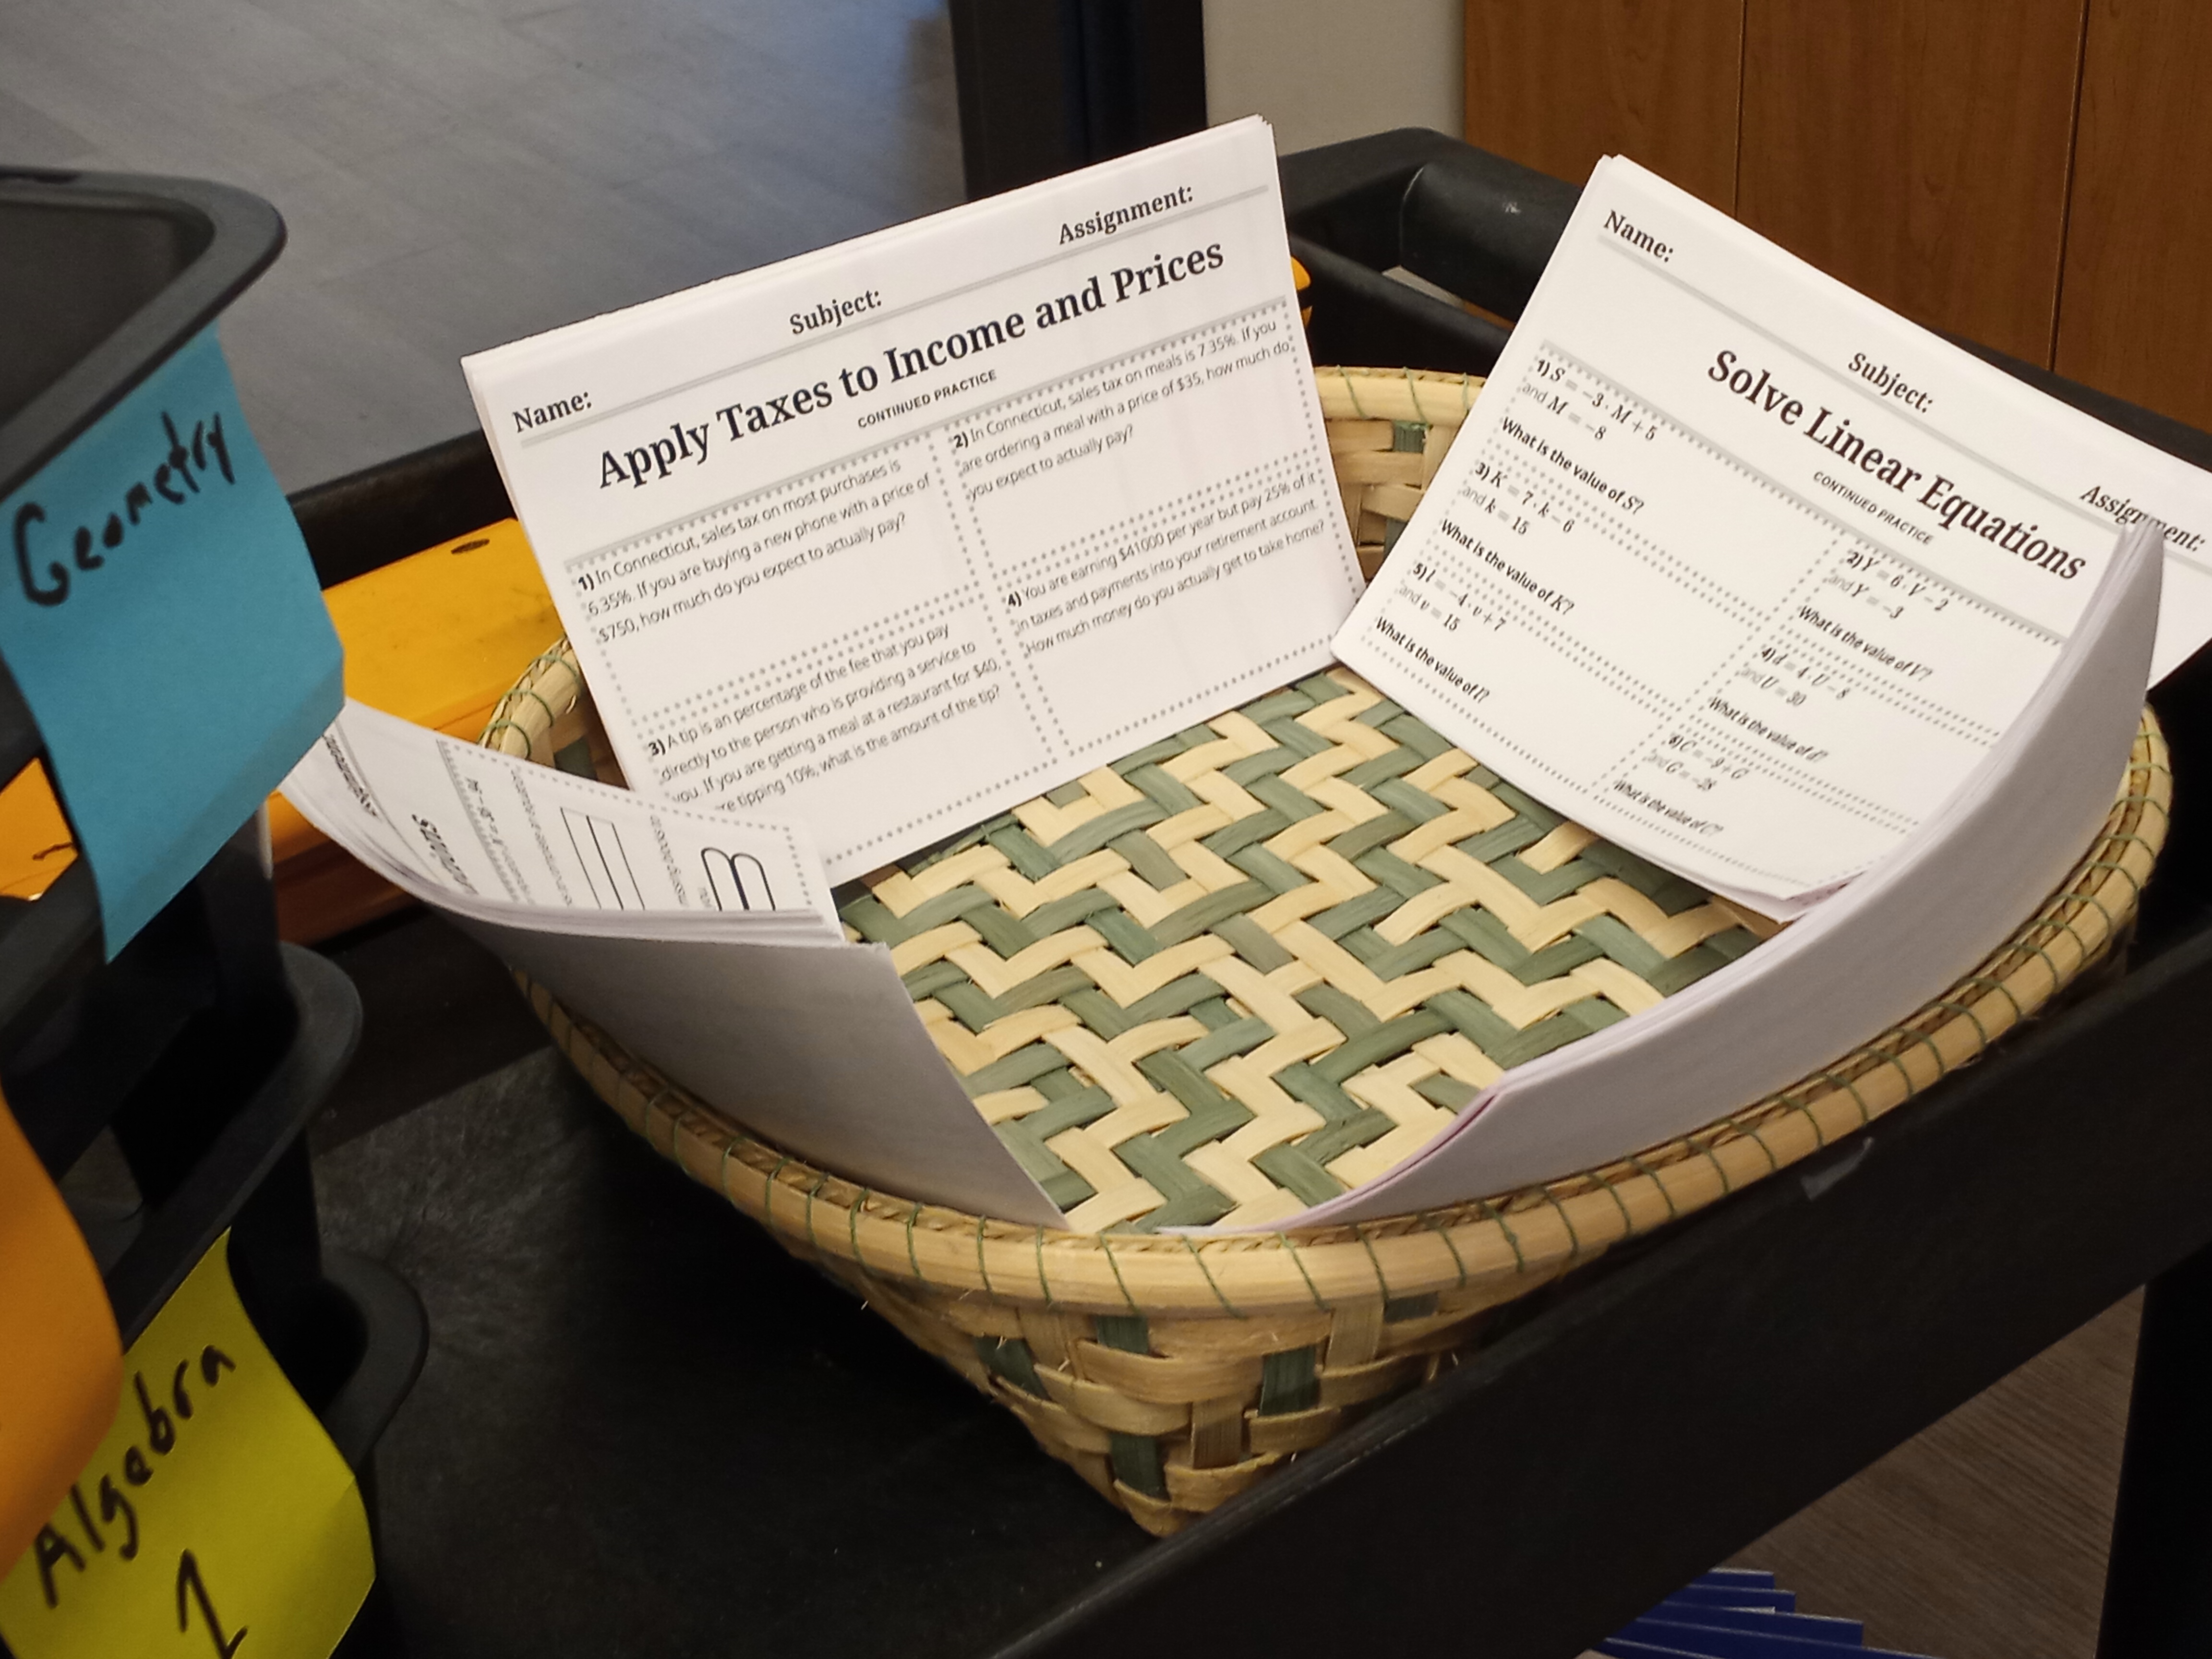 Geometry
Algebra
1
Name:
Subject:
Assignment:
Apply Taxes to Income and Prices
CONTINUED PRACTICE
1) In Connecticut, sales tax on most purchases is
6.35%. If you are buying a new phone with a price of
$750, how much do you expect to actually pay?
2) In Connecticut, sales tax on meals is 7.35%. If you
are ordering a meal with a price of $35, how much do
you expect to actually pay?
3) A tip is an percentage of the fee that you pay
directly to the person who is providing a service to
you. If you are getting a meal at a restaurant for $40,
re tipping 10%, what is the amount of the tip?
4) You are earning $41000 per year but pay 25% of it
in taxes and payments into your retirement account.
How much money do you actually get to take home?
Name:
Subject:
Assignment:
Solve Linear Equations
CONTINUED PRACTICE
1) S = −3 · M + 5
and M = −8
What is the value of S?
2) Y = 6 · V − 2
and Y = −3
What is the value of V?
3) K = 7 · k − 6
and k = 15
What is the value of K?
4) d = 4 · U − 8
and U = 30
What is the value of d?
5) I = −4 · v + 7
and v = 15
What is the value of I?
6) C = −9 + G
and G = −28
What is the value of C?